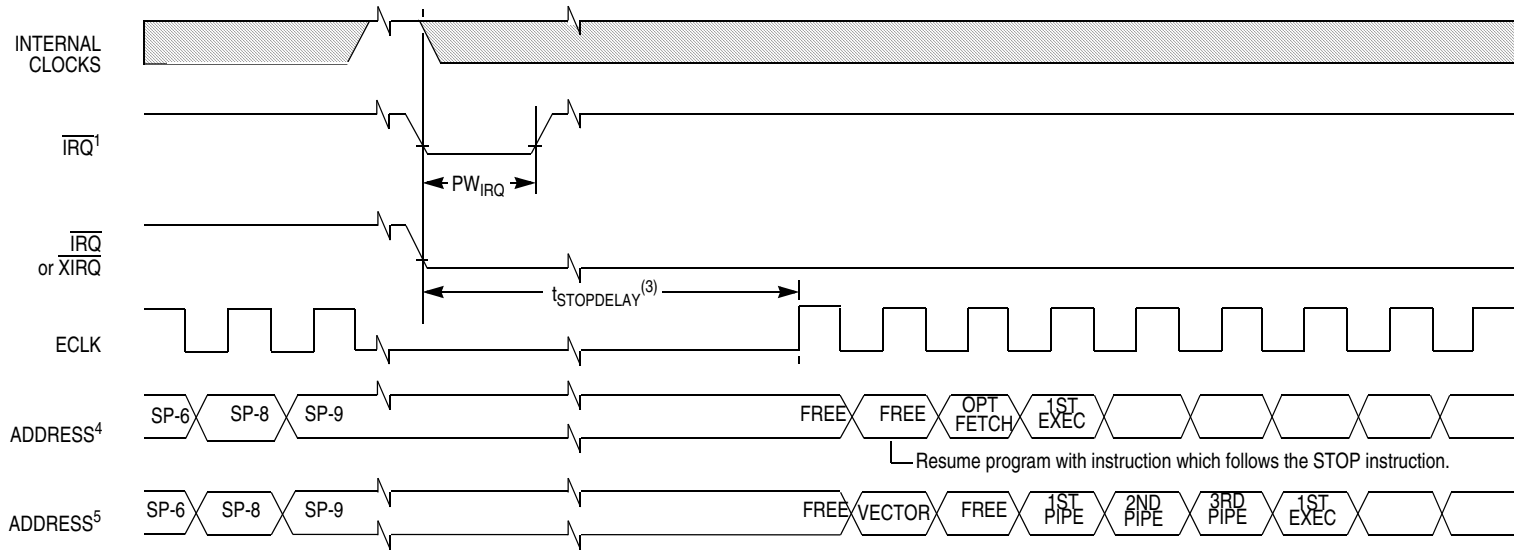 INTERNAL
CLOCKS
IRQ1
PWIRQ
IRQ
or XIRQ
tSTOPDELAY(3)
ECLK
ADDRESS4
SP-6 SP-8 SP-9 FREE FREE OPT FETCH 1ST EXEC
Resume program with instruction which follows the STOP instruction.
ADDRESS5
SP-6 SP-8 SP-9 FREE VECTOR FREE 1ST PIPE 2ND PIPE 3RD PIPE 1ST EXEC